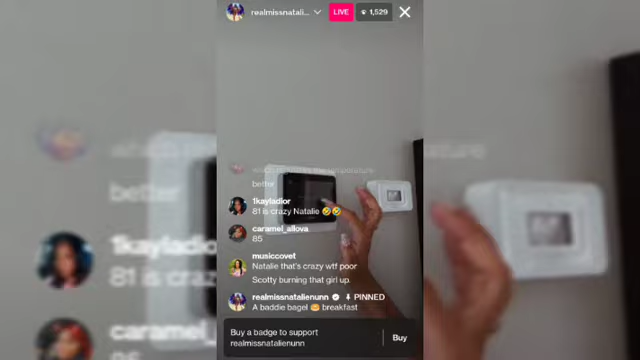 realmissnatali...
LIVE
1,529
better
1kayladior
81 is crazy Natalie 🤣🤣
caramel_allova
85
musiccovet
Natalie that's crazy wtf poor
Scotty burning that girl up.
realmissnatalienunn PINNED
A baddie bagel 🥯 breakfast
Buy a badge to support
realmissnatalienunn
Buy